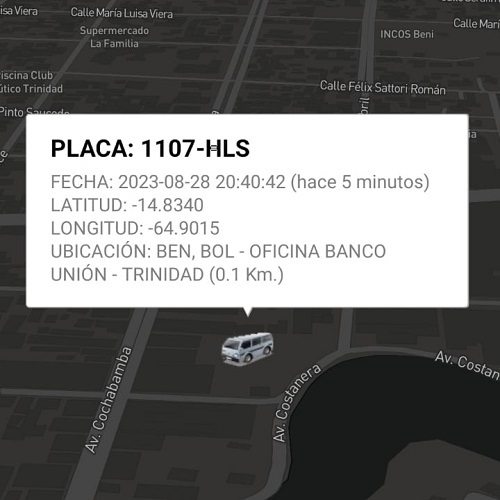 isa Viera
Calle María Luisa Viera
Supermercado
La Familia
INCOS Beni
Calle Marí
iscina Club
ático Trinidad
Calle Félix Sattori Román
Pinto Saucedo
bril
ia
PLACA: 1107-HLS
FECHA: 2023-08-28 20:40:42 (hace 5 minutos)
LATITUD: -14.8340
LONGITUD: -64.9015
UBICACIÓN: BEN, BOL - OFICINA BANCO
UNIÓN - TRINIDAD (0.1 Km.)
Av. Cochabamba
Av. Costanera
Av. Costan